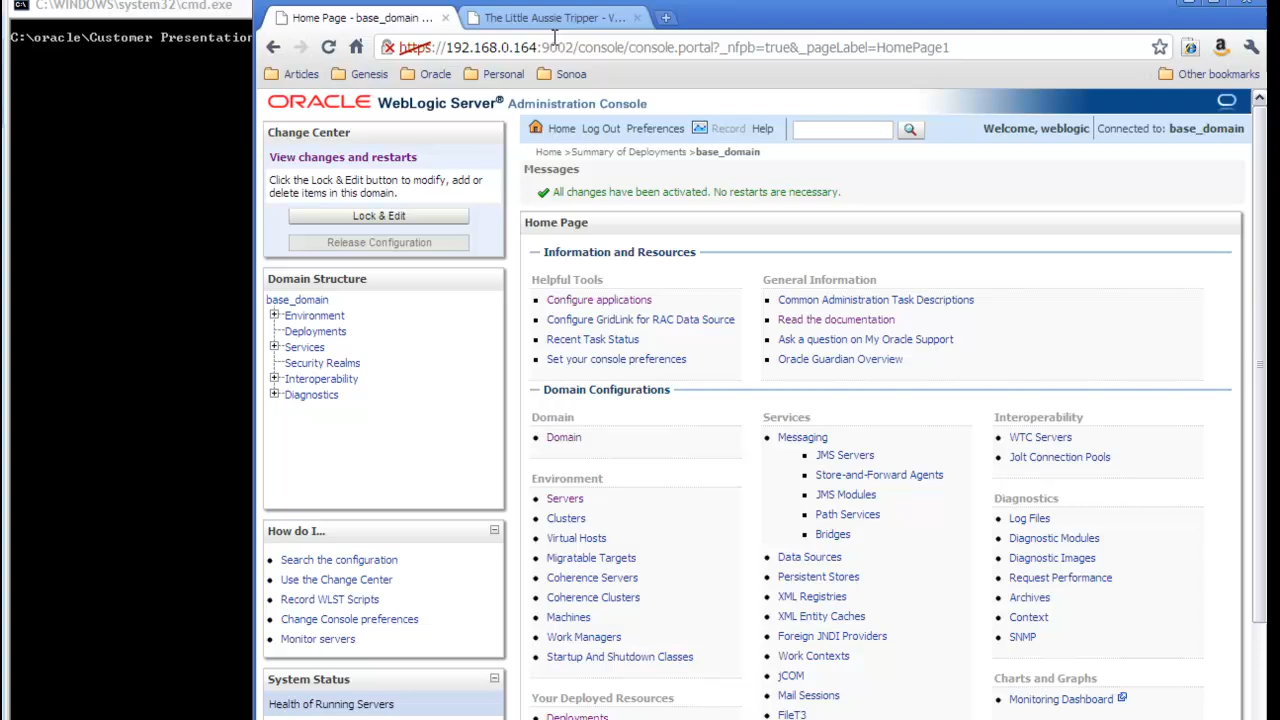 C:\WINDOWS\system32\cmd.exe
C:\oracle\Customer Presentation
Home Page - base_domain ...
The Little Aussie Tripper - V...
https://192.168.0.164:9002/console/console.portal?_nfpb=true&_pageLabel=HomePage1
Articles Genesis Oracle Personal Sonoa Other bookmarks
ORACLE WebLogic Server® Administration Console
Change Center
View changes and restarts
Click the Lock & Edit button to modify, add or
delete items in this domain.
Lock & Edit
Release Configuration
Domain Structure
base_domain
Environment
Deployments
Services
Security Realms
Interoperability
Diagnostics
How do I...
Search the configuration
Use the Change Center
Record WLST Scripts
Change Console preferences
Monitor servers
System Status
Health of Running Servers
Home Log Out Preferences Record Help
Welcome, weblogic Connected to: base_domain
Home >Summary of Deployments >base_domain
Messages
All changes have been activated. No restarts are necessary.
Home Page
Information and Resources
Helpful Tools
Configure applications
Configure GridLink for RAC Data Source
Recent Task Status
Set your console preferences
General Information
Common Administration Task Descriptions
Read the documentation
Ask a question on My Oracle Support
Oracle Guardian Overview
Domain Configurations
Domain
Domain
Environment
Servers
Clusters
Virtual Hosts
Migratable Targets
Coherence Servers
Coherence Clusters
Machines
Work Managers
Startup And Shutdown Classes
Your Deployed Resources
Deployments
Services
Messaging
JMS Servers
Store-and-Forward Agents
JMS Modules
Path Services
Bridges
Data Sources
Persistent Stores
XML Registries
XML Entity Caches
Foreign JNDI Providers
Work Contexts
jCOM
Mail Sessions
FileT3
Interoperability
WTC Servers
Jolt Connection Pools
Diagnostics
Log Files
Diagnostic Modules
Diagnostic Images
Request Performance
Archives
Context
SNMP
Charts and Graphs
Monitoring Dashboard